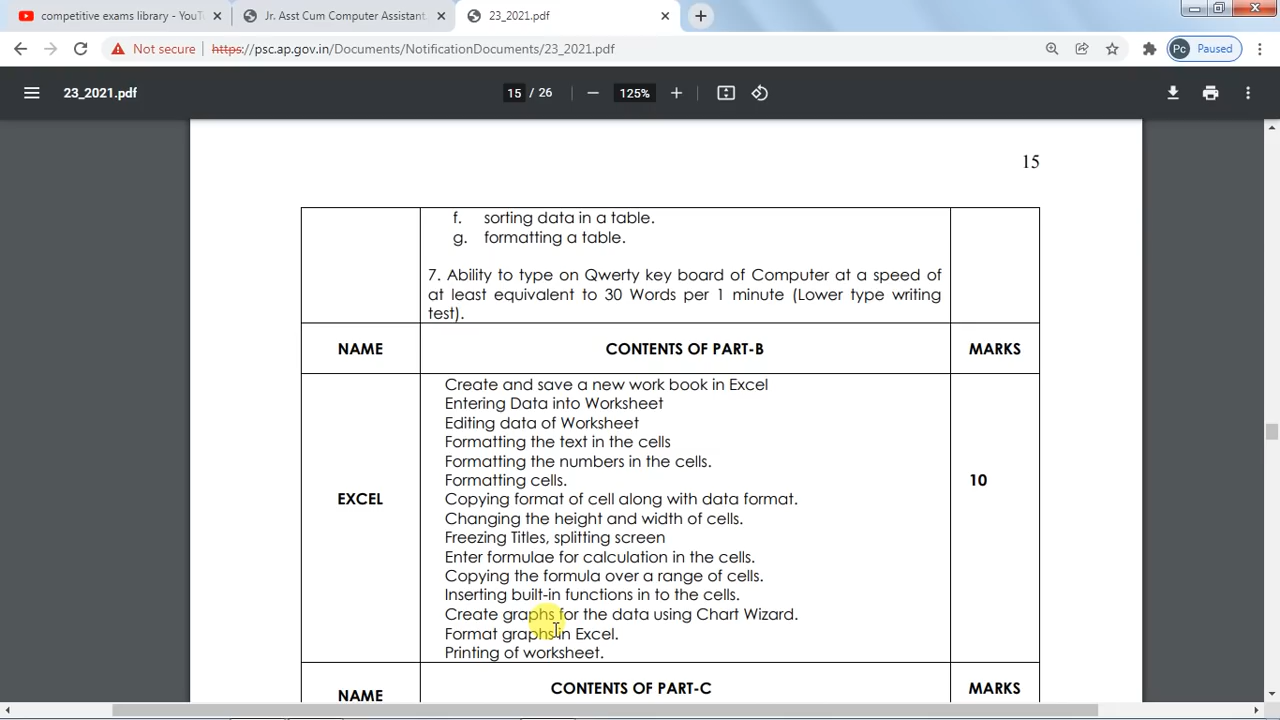 competitive exams library - YouTu
Jr. Asst Cum Computer Assistant.
23_2021.pdf
Not secure
https://psc.ap.gov.in/Documents/NotificationDocuments/23_2021.pdf
Pc Paused
23_2021.pdf
15 / 26
125%
15
f. sorting data in a table.
g. formatting a table.
7. Ability to type on Qwerty key board of Computer at a speed of
at least equivalent to 30 Words per 1 minute (Lower type writing
test).
NAME CONTENTS OF PART-B MARKS
Create and save a new work book in Excel
Entering Data into Worksheet
Editing data of Worksheet
Formatting the text in the cells
Formatting the numbers in the cells.
Formatting cells. 10
EXCEL Copying format of cell along with data format.
Changing the height and width of cells.
Freezing Titles, splitting screen
Enter formulae for calculation in the cells.
Copying the formula over a range of cells.
Inserting built-in functions in to the cells.
Create graphs for the data using Chart Wizard.
Format graphs in Excel.
Printing of worksheet.
NAME CONTENTS OF PART-C MARKS